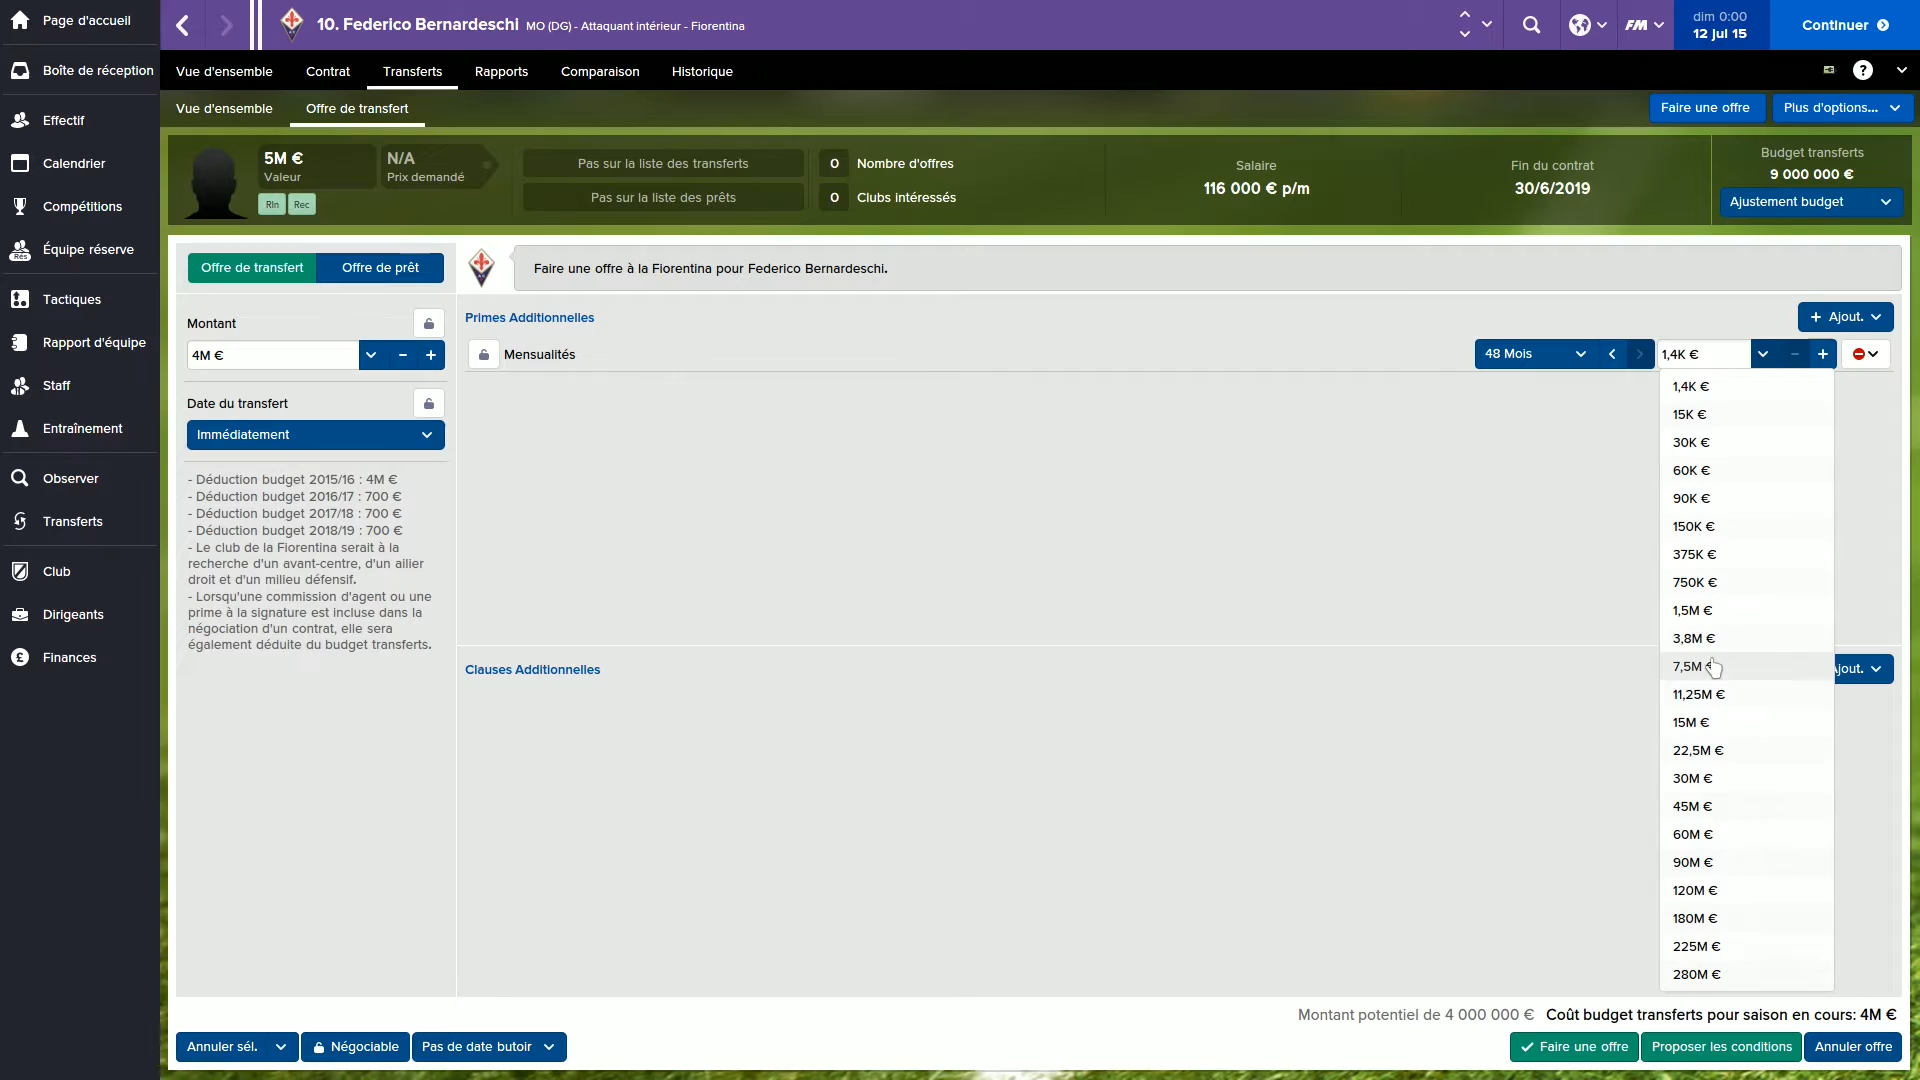 Page d'accueil
Boîte de réception
Effectif
Calendrier
Compétitions
Équipe réserve
Tactiques
Rapport d'équipe
Staff
Entraînement
Observer
Transferts
Club
Dirigeants
Finances
10. Federico Bernardeschi MO (DG) - Attaquant intérieur - Fiorentina
FM
dim 0:00
12 jul 15
Continuer
Vue d'ensemble Contrat Transferts Rapports Comparaison Historique
Vue d'ensemble Offre de transfert
Faire une offre Plus d'options...
5M €
Valeur
N/A
Prix demandé
RIn Rec
Pas sur la liste des transferts
Pas sur la liste des prêts
0 Nombre d'offres
0 Clubs intéressés
Salaire
116 000 € p/m
Fin du contrat
30/6/2019
Budget transferts
9 000 000 €
Ajustement budget
Offre de transfert Offre de prêt
Faire une offre à la Fiorentina pour Federico Bernardeschi.
Montant
4M €
Date du transfert
Immédiatement
- Déduction budget 2015/16 : 4M €
- Déduction budget 2016/17 : 700 €
- Déduction budget 2017/18 : 700 €
- Déduction budget 2018/19 : 700 €
- Le club de la Fiorentina serait à la
recherche d'un avant-centre, d'un ailier
droit et d'un milieu défensif.
- Lorsqu'une commission d'agent ou une
prime à la signature est incluse dans la
négociation d'un contrat, elle sera
également déduite du budget transferts.
Primes Additionnelles
+ Ajout.
Mensualités
48 Mois
1,4K €
1,4K €
15K €
30K €
60K €
90K €
150K €
375K €
750K €
1,5M €
3,8M €
7,5M €
11,25M €
15M €
22,5M €
30M €
45M €
60M €
90M €
120M €
180M €
225M €
280M €
Clauses Additionnelles
jout.
Montant potentiel de 4 000 000 € Coût budget transferts pour saison en cours: 4M €
Annuler sél. Négociable Pas de date butoir
Faire une offre Proposer les conditions Annuler offre